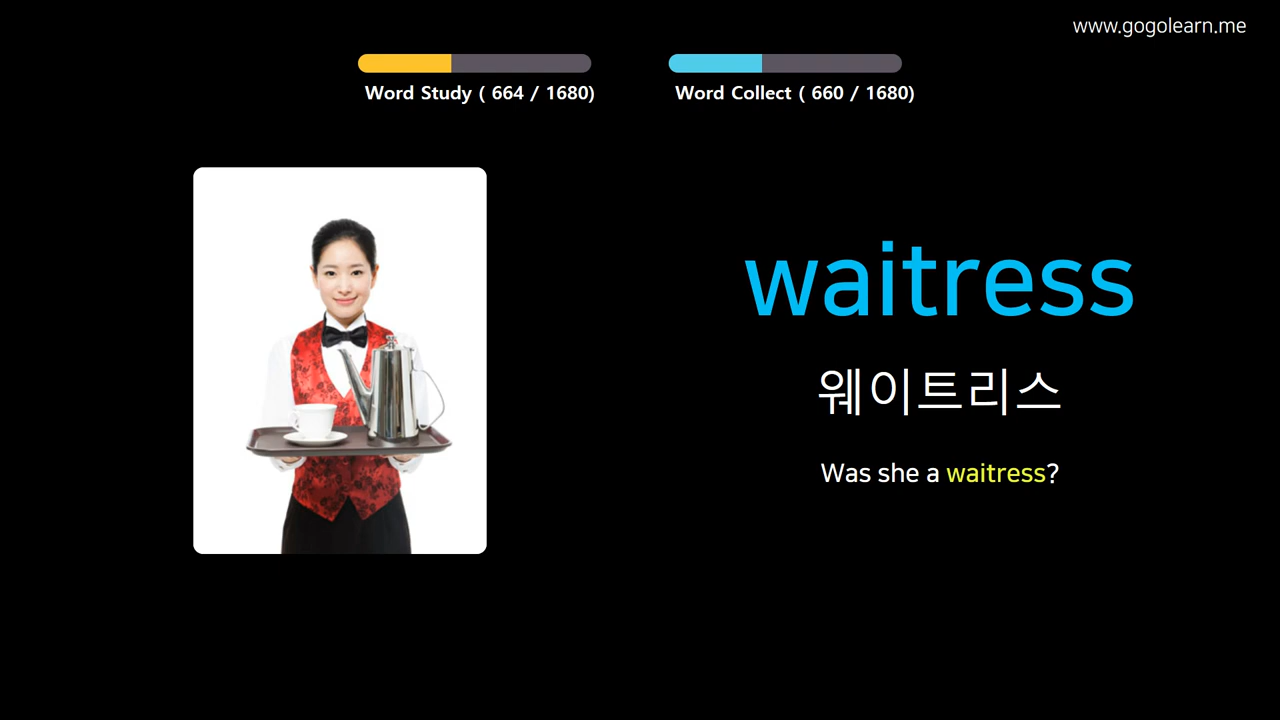 www.gogolearn.me
Word Study ( 664 / 1680)
Word Collect ( 660 / 1680)
waitress
웨이트리스
Was she a waitress?